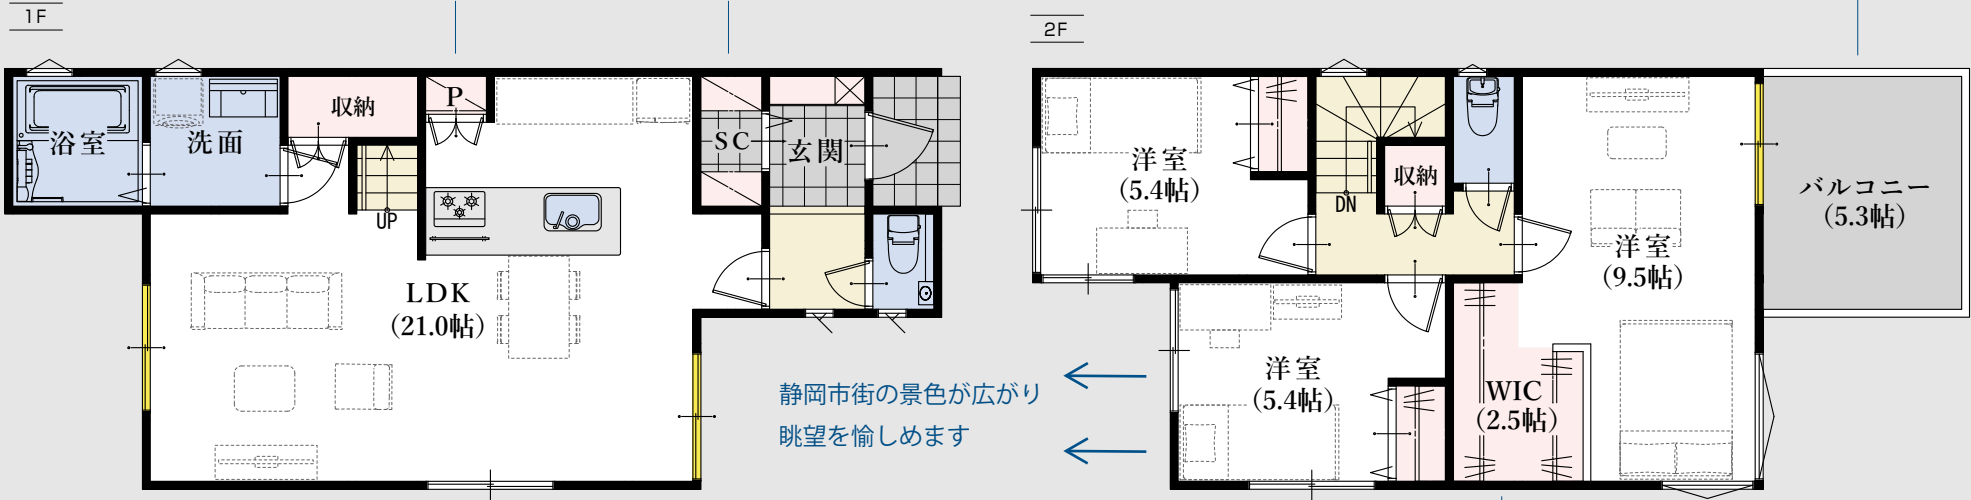 1F
浴室
洗面
収納
UP
P
SC
玄関
LDK
(21.0帖)
静岡市街の景色が広がり
眺望を愉しめます
2F
洋室
(5.4帖)
DN
収納
洋室
(9.5帖)
バルコニー
(5.3帖)
洋室
(5.4帖)
WIC
(2.5帖)